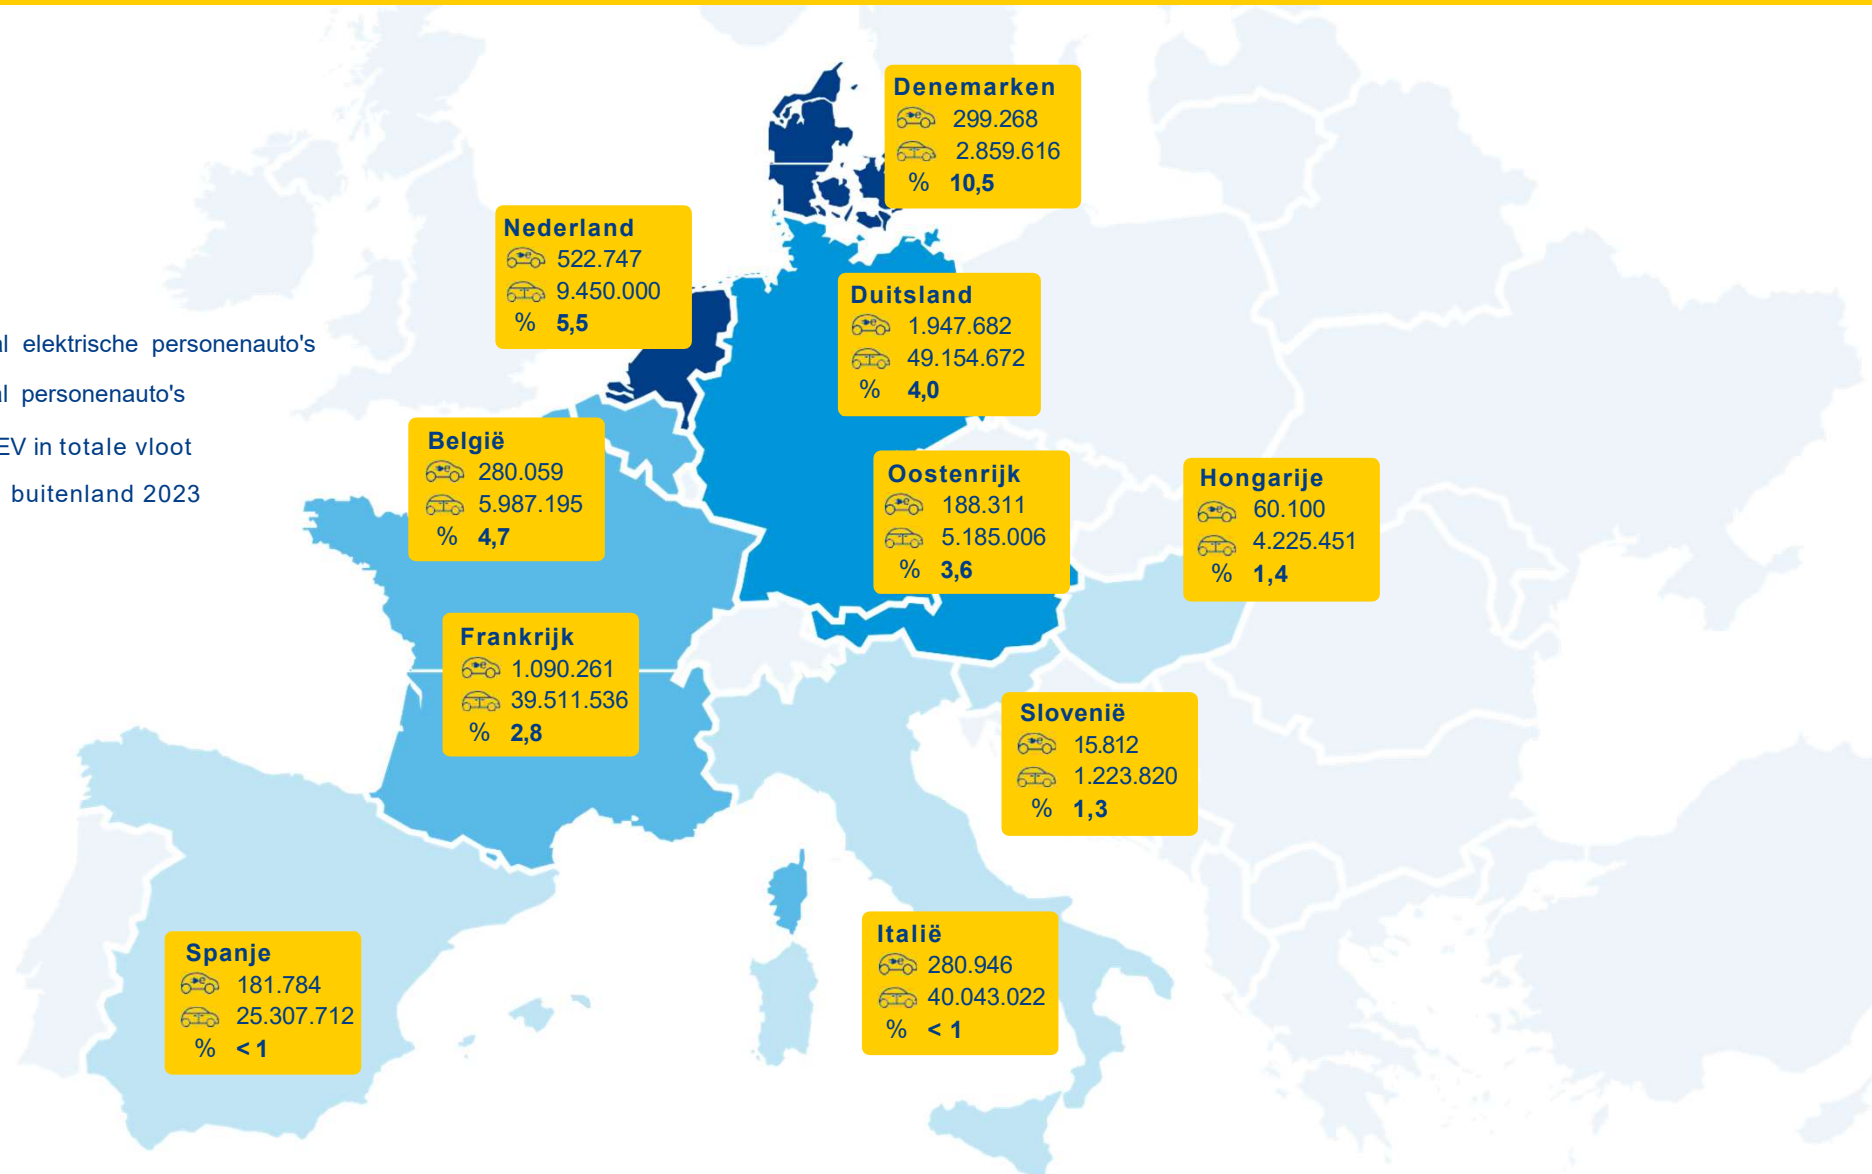 Denemarken
299.268
2.859.616
% 10,5
Nederland
522.747
9.450.000
% 5,5
Duitsland
1.947.682
49.154.672
% 4,0
al elektrische personenauto's
al personenauto's
EV in totale vloot
buitenland 2023
België
280.059
5.987.195
% 4,7
Oostenrijk
188.311
5.185.006
% 3,6
Hongarije
60.100
4.225.451
% 1,4
Frankrijk
1.090.261
39.511.536
% 2,8
Slovenië
15.812
1.223.820
% 1,3
Spanje
181.784
25.307.712
% < 1
Italië
280.946
40.043.022
% < 1